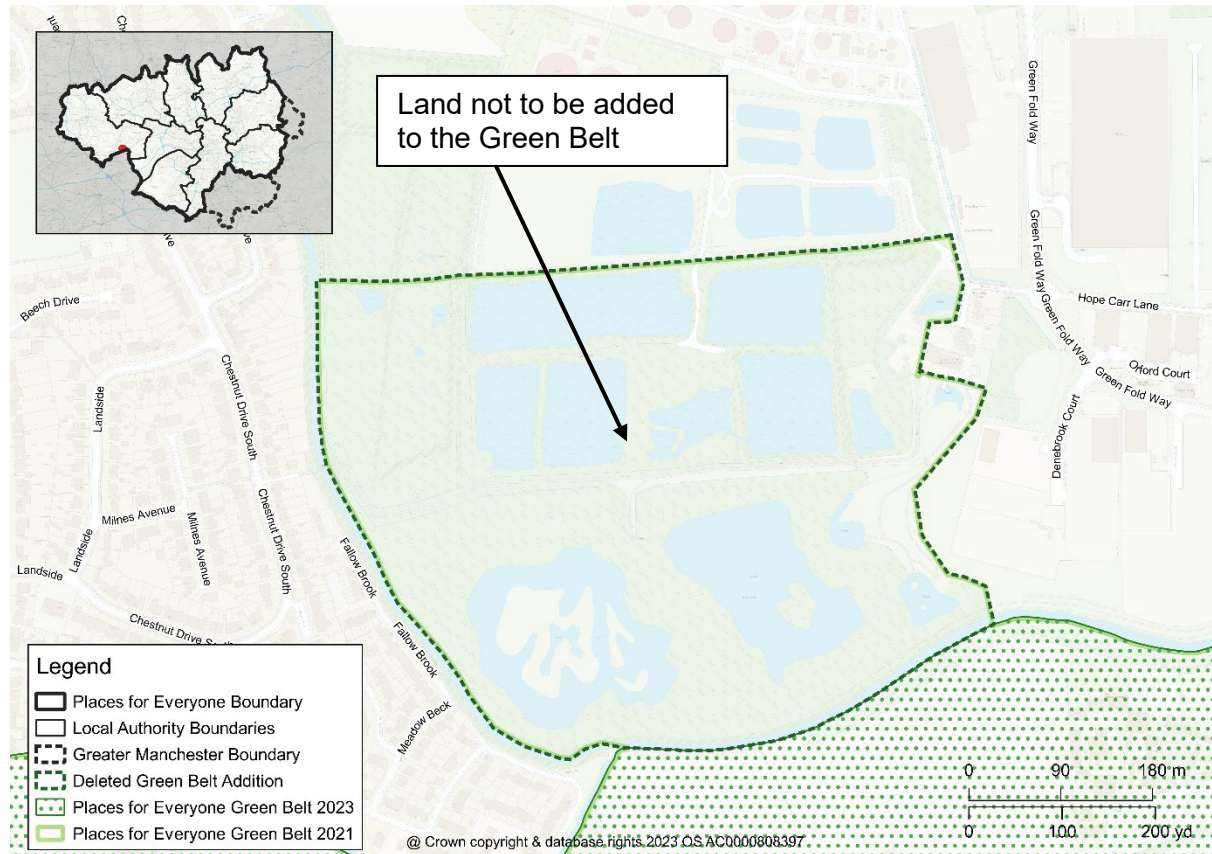 Land not to be added
to the Green Belt
Green Fold Way
Green Fold Way
Green Fold Way
Green Fold Way
Hope Carr Lane
Orford Court
Denebrook Court
Drive
Beech Drive
Landside
Chestnut Drive South
Chestnut Drive South
Milnes Avenue
Milnes Avenue
Landside
Landside
Chestnut Drive
Fallow Brook
Fallow Brook
Meadow Beck
Legend
Places for Everyone Boundary
Local Authority Boundaries
Greater Manchester Boundary
Deleted Green Belt Addition
Places for Everyone Green Belt 2023
Places for Everyone Green Belt 2021
0 90 180 m
0 100 200 yd
@ Crown copyright & database rights 2023 OS AC0000808397